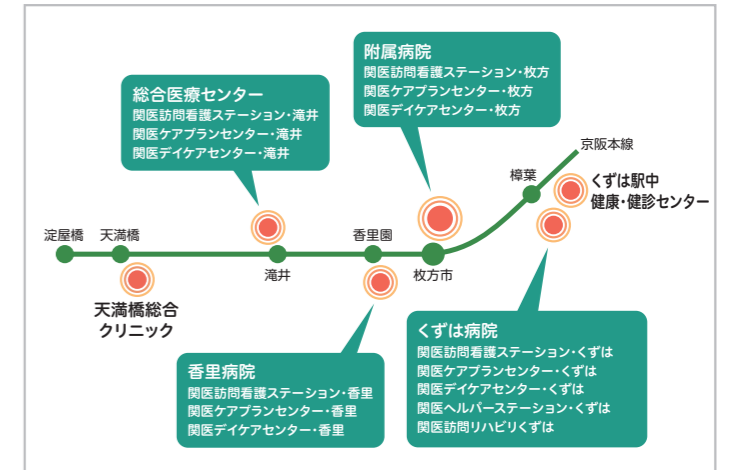 附属病院
関医訪問看護ステーション・枚方
関医ケアプランセンター・枚方
関医デイケアセンター・枚方
総合医療センター
関医訪問看護ステーション・滝井
関医ケアプランセンター・滝井
関医デイケアセンター・滝井
京阪本線
樟葉
くずは駅中
健康・健診センター
淀屋橋
天満橋
香里園
滝井
枚方市
天満橋総合
クリニック
くずは病院
関医訪問看護ステーション・くずは
関医ケアプランセンター・くずは
関医デイケアセンター・くずは
関医ヘルパーステーション・くずは
関医訪問リハビリくずは
香里病院
関医訪問看護ステーション・香里
関医ケアプランセンター・香里
関医デイケアセンター・香里